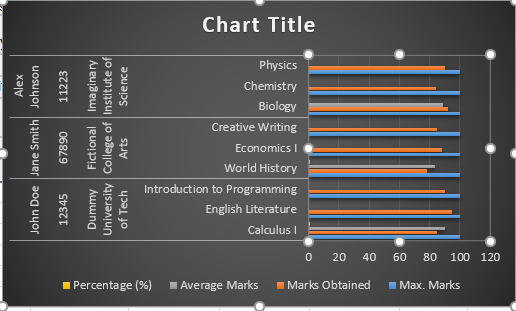 Chart Title
Alex
Johnson
11223
Imagnary
Institute of
Science
Physics
Chemistry
Biology
Jane Smith
67890
Fictional
College of
Arts
Creative Writing
Economics I
World History
John Doe
12345
Dummy
University
of Tech
Introduction to Programming
English Literature
Calculus I
0 20 40 60 80 100 120
Percentage (%) Average Marks Marks Obtained Max. Marks